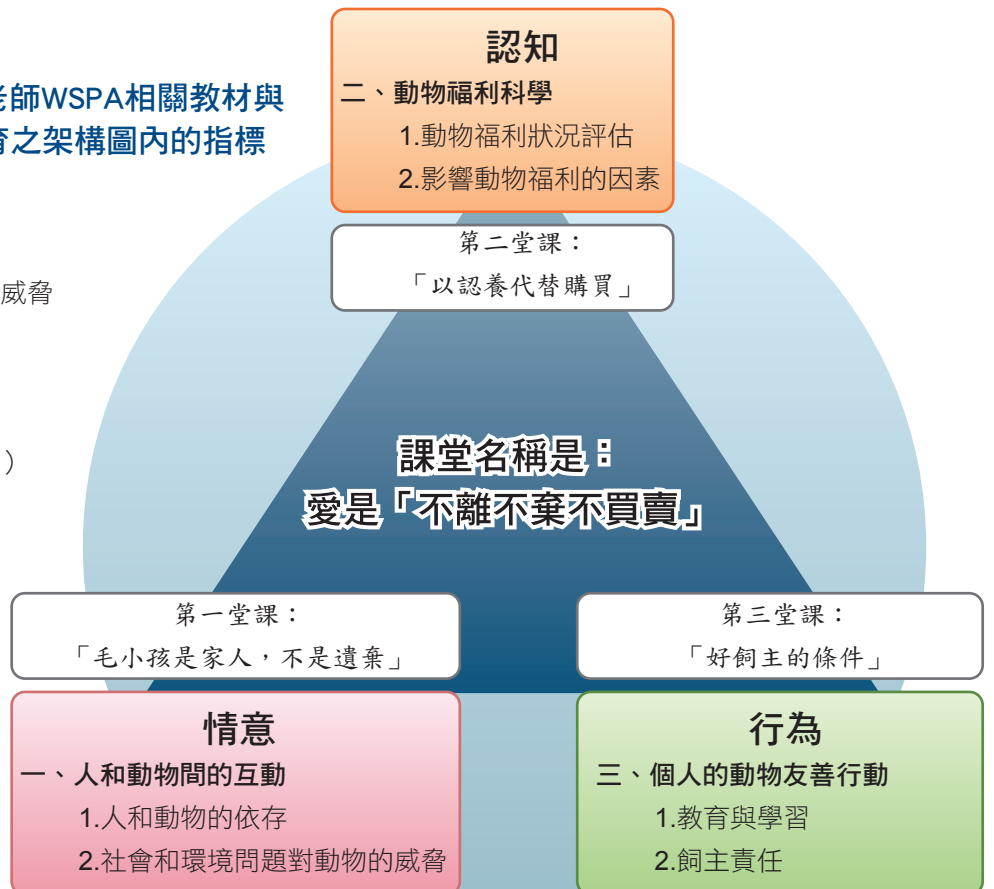 老師WSPA相關教材與
育之架構圖內的指標
威脅
）
認知
二、動物福利科學
1.動物福利狀況評估
2.影響動物福利的因素
第二堂課：
「以認養代替購買」
課堂名稱是：
愛是「不離不棄不買賣」
第一堂課：
「毛小孩是家人，不是遺棄」
情意
一、人和動物間的互動
1.人和動物的依存
2.社會和環境問題對動物的威脅
第三堂課：
「好飼主的條件」
行為
三、個人的動物友善行動
1.教育與學習
2.飼主責任